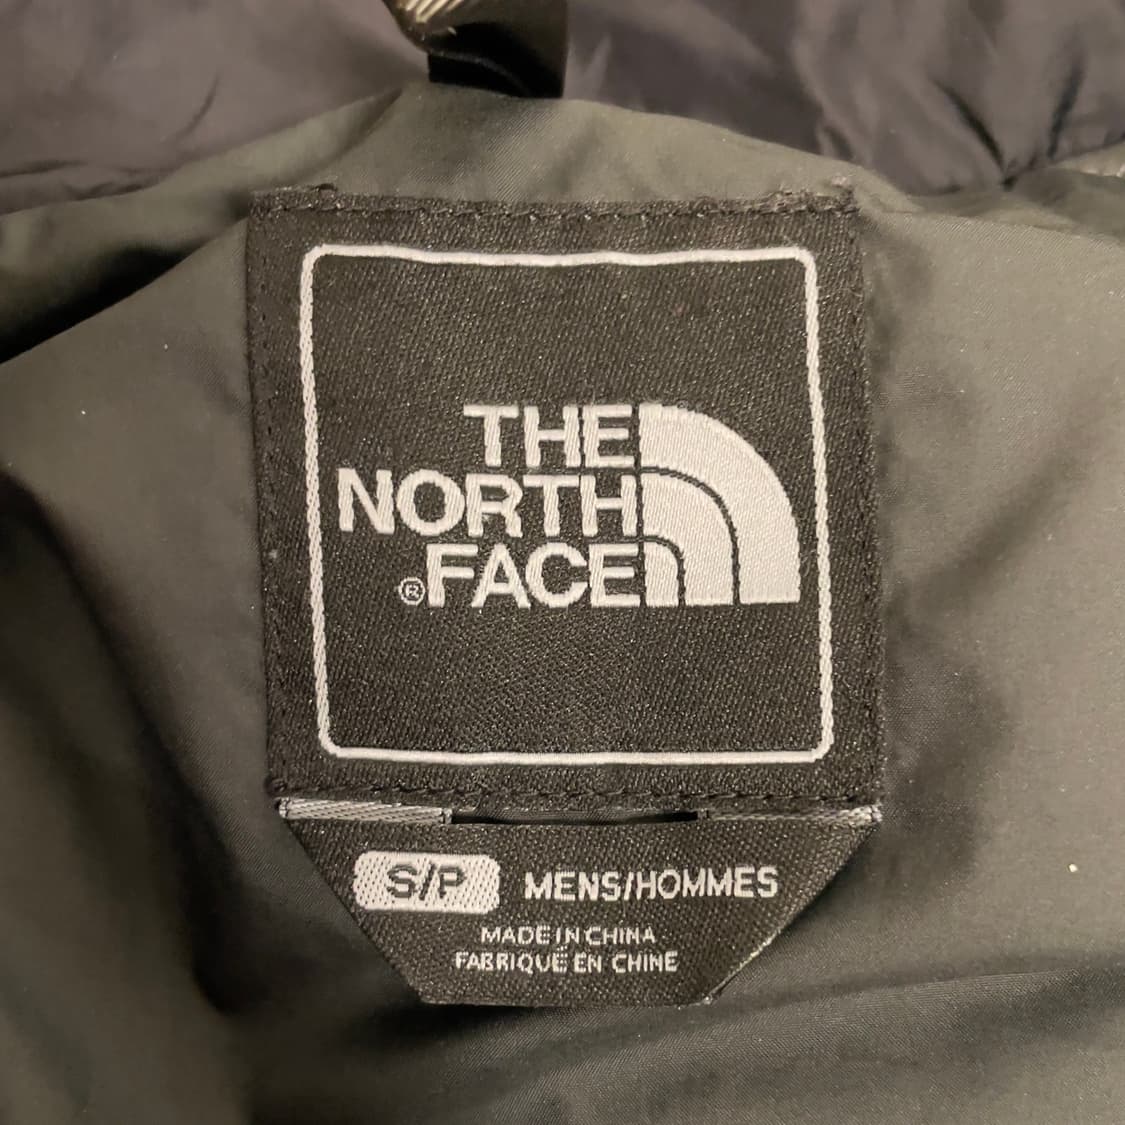 THE
NORTH
®FACE
S/P MENS/HOMMES
MADE IN CHINA
FABRIQUÉ EN CHINE